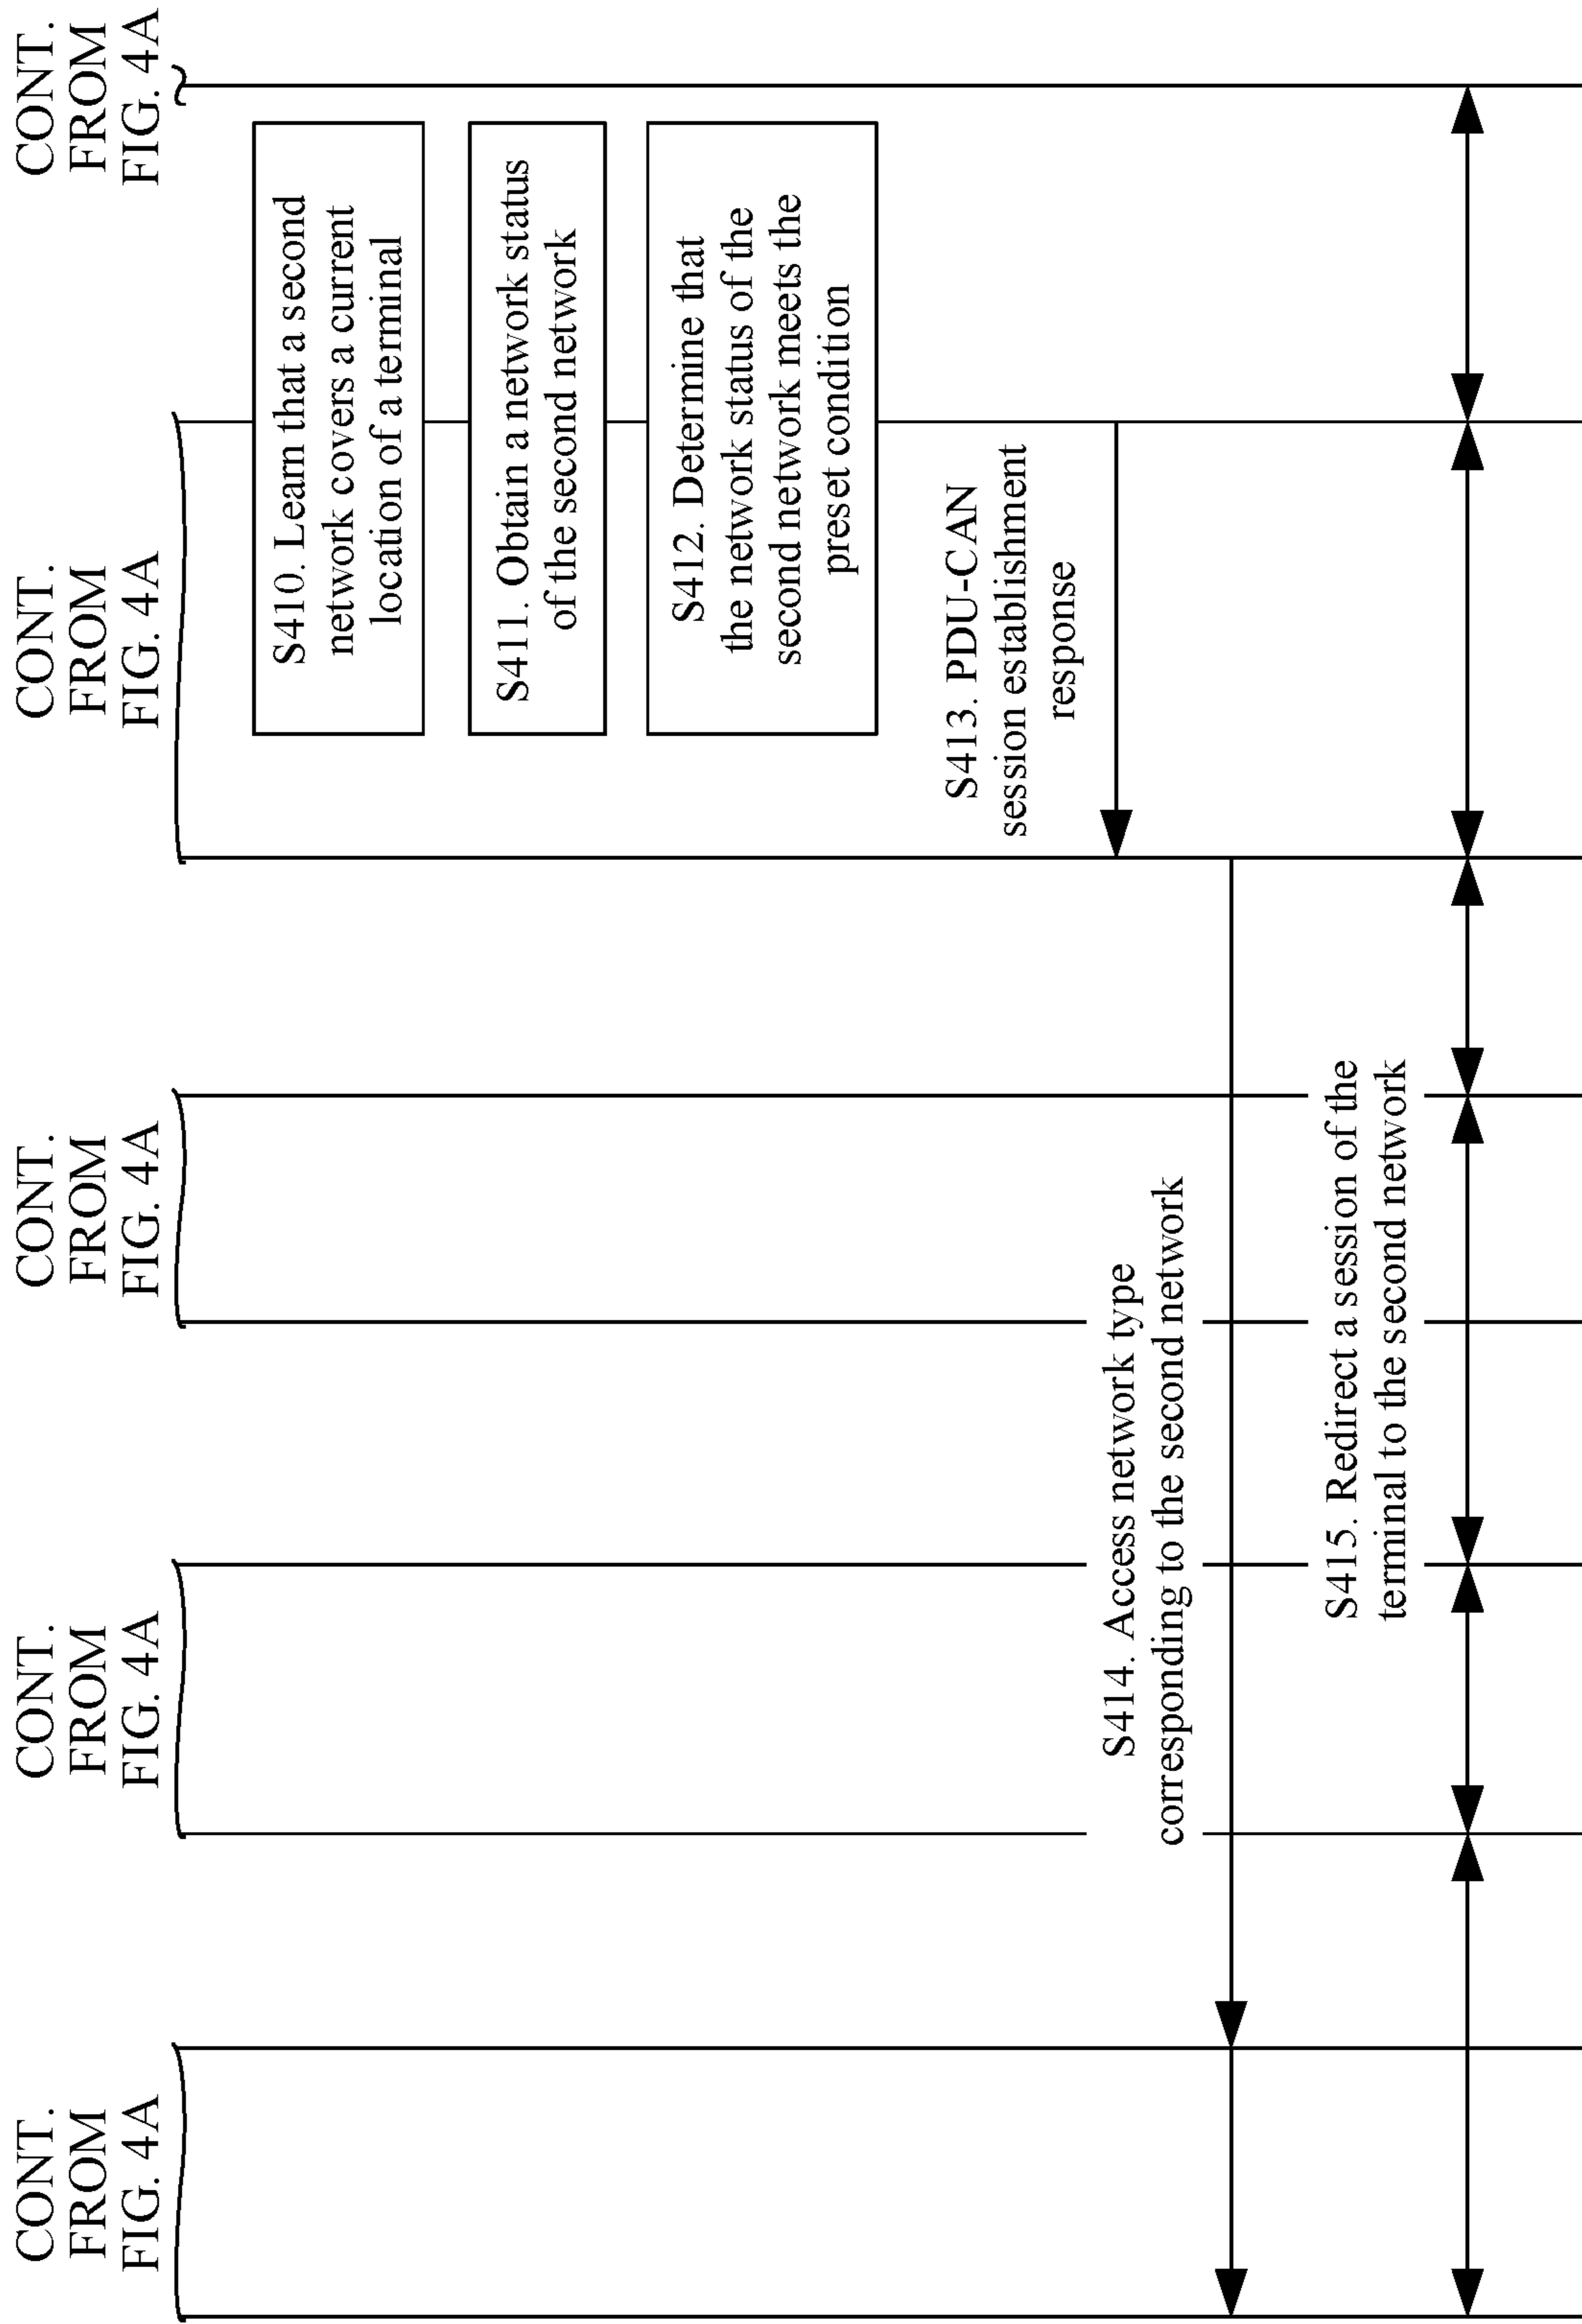 CONT.
FROM
FIG. 4A
CONT.
FROM
FIG. 4A
CONT.
FROM
FIG. 4A
CONT.
FROM
FIG. 4A
CONT.
FROM
FIG. 4A
S410. Learn that a second
network covers a current
location of a terminal
S411. Obtain a network status
of the second network
S412. Determine that
the network status of the
second network meets the
preset condition
S413. PDU-CAN
session establishment
response
S414. Access network type
corresponding to the second network
S415. Redirect a session of the
terminal to the second network